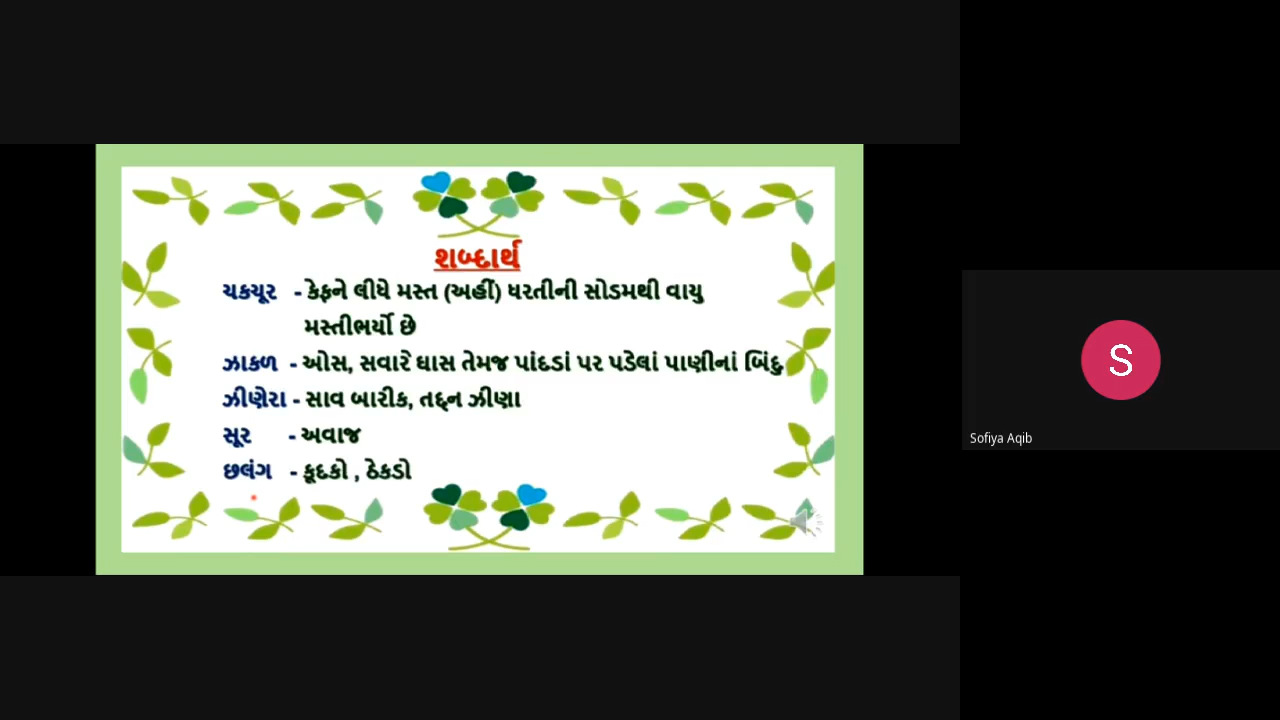 શબ્દાર્થ
ચકચૂર - કેફને લીધે મસ્ત (અહીં) ધરતીની સોડમથી વાયુ
મસ્તીભર્યો છે
ઝાકળ - ઓસ, સવારે ઘાસ તેમજ પાંદડાં પર પડેલાં પાણીનાં બિંદુ
ઝીણેરા - સાવ બારીક, તદ્દન ઝીણા
સૂર - અવાજ
છલંગ - કૂદકો , ઠેકડો
S
Sofiya Aqib